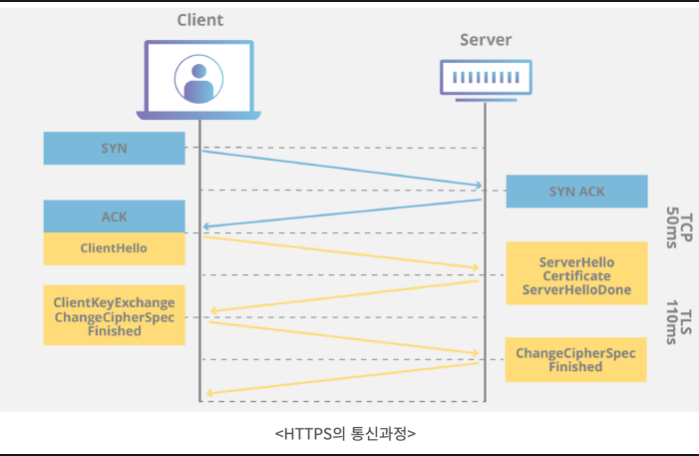 Client
Server
SYN
SYN ACK
ACK
ClientHello
TCP
50ms
ServerHello
Certificate
ServerHelloDone
ClientKeyExchange
ChangeCipherSpec
Finished
TLS
110ms
ChangeCipherSpec
Finished
<HTTPS의 통신과정>